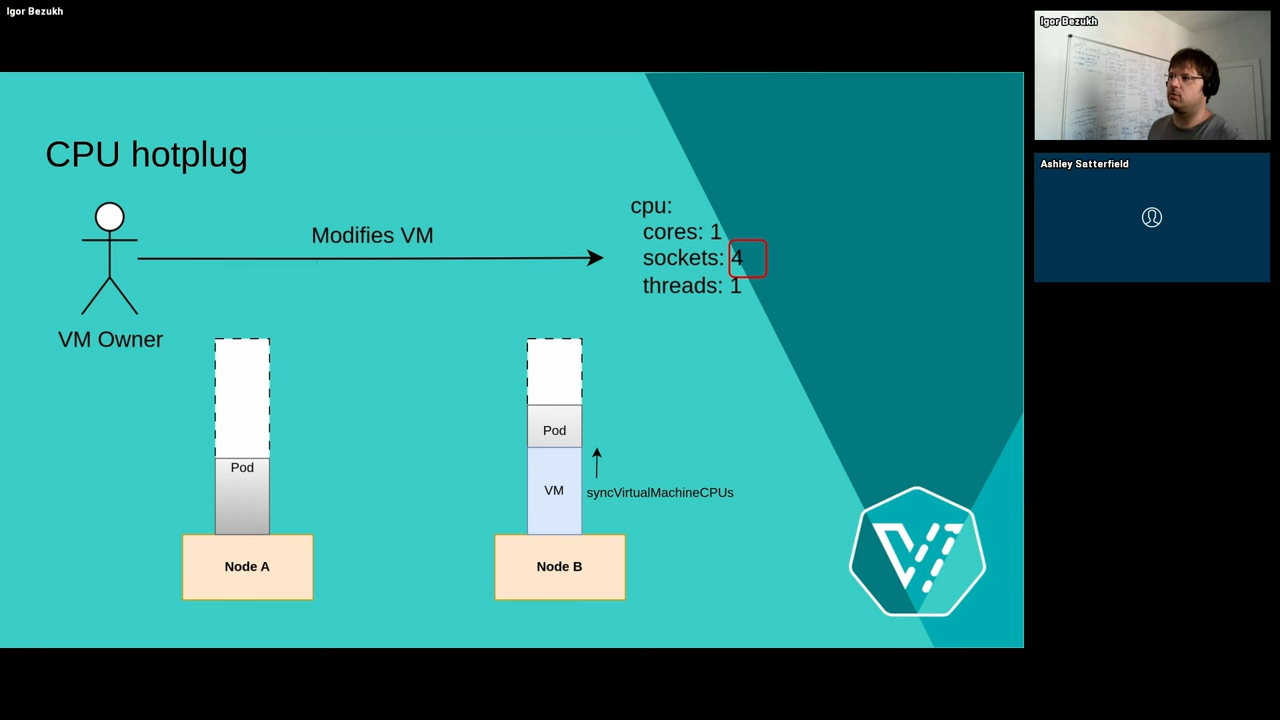 Igor Bezukh
Igor Bezukh
Ashley Satterfield
CPU hotplug
Modifies VM
cpu:
cores: 1
sockets: 4
threads: 1
VM Owner
Pod
Pod
VM
syncVirtualMachineCPUs
Node A
Node B